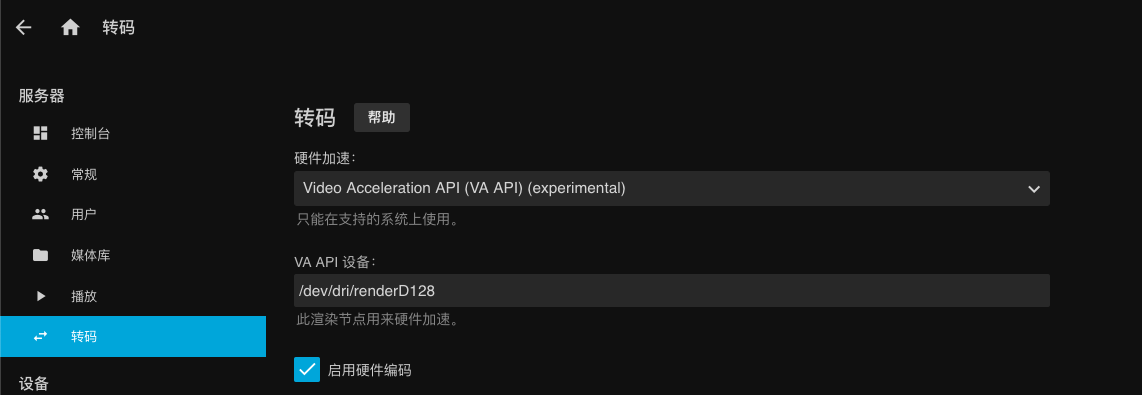 转码
服务器
控制台
常规
用户
媒体库
播放
转码
设备
转码 帮助
硬件加速：
Video Acceleration API (VA API) (experimental)
只能在支持的系统上使用。
VA API 设备：
/dev/dri/renderD128
此渲染节点用来硬件加速。
启用硬件编码